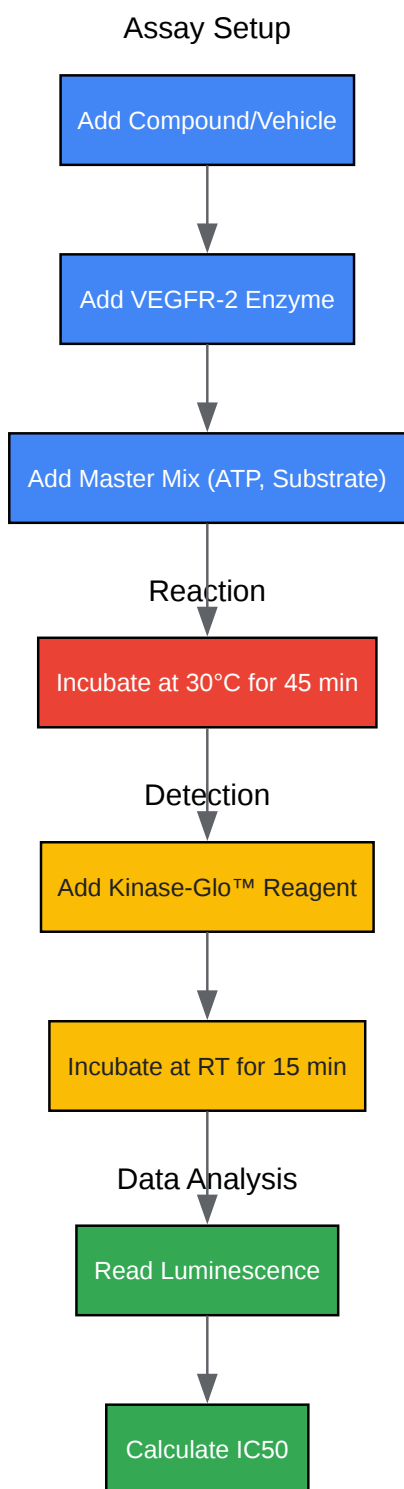 Assay Setup
Add Compound/Vehicle
Add VEGFR-2 Enzyme
Add Master Mix (ATP, Substrate)
Reaction
Incubate at 30°C for 45 min
Detection
Add Kinase-Glo™ Reagent
Incubate at RT for 15 min
Data Analysis
Read Luminescence
Calculate IC50